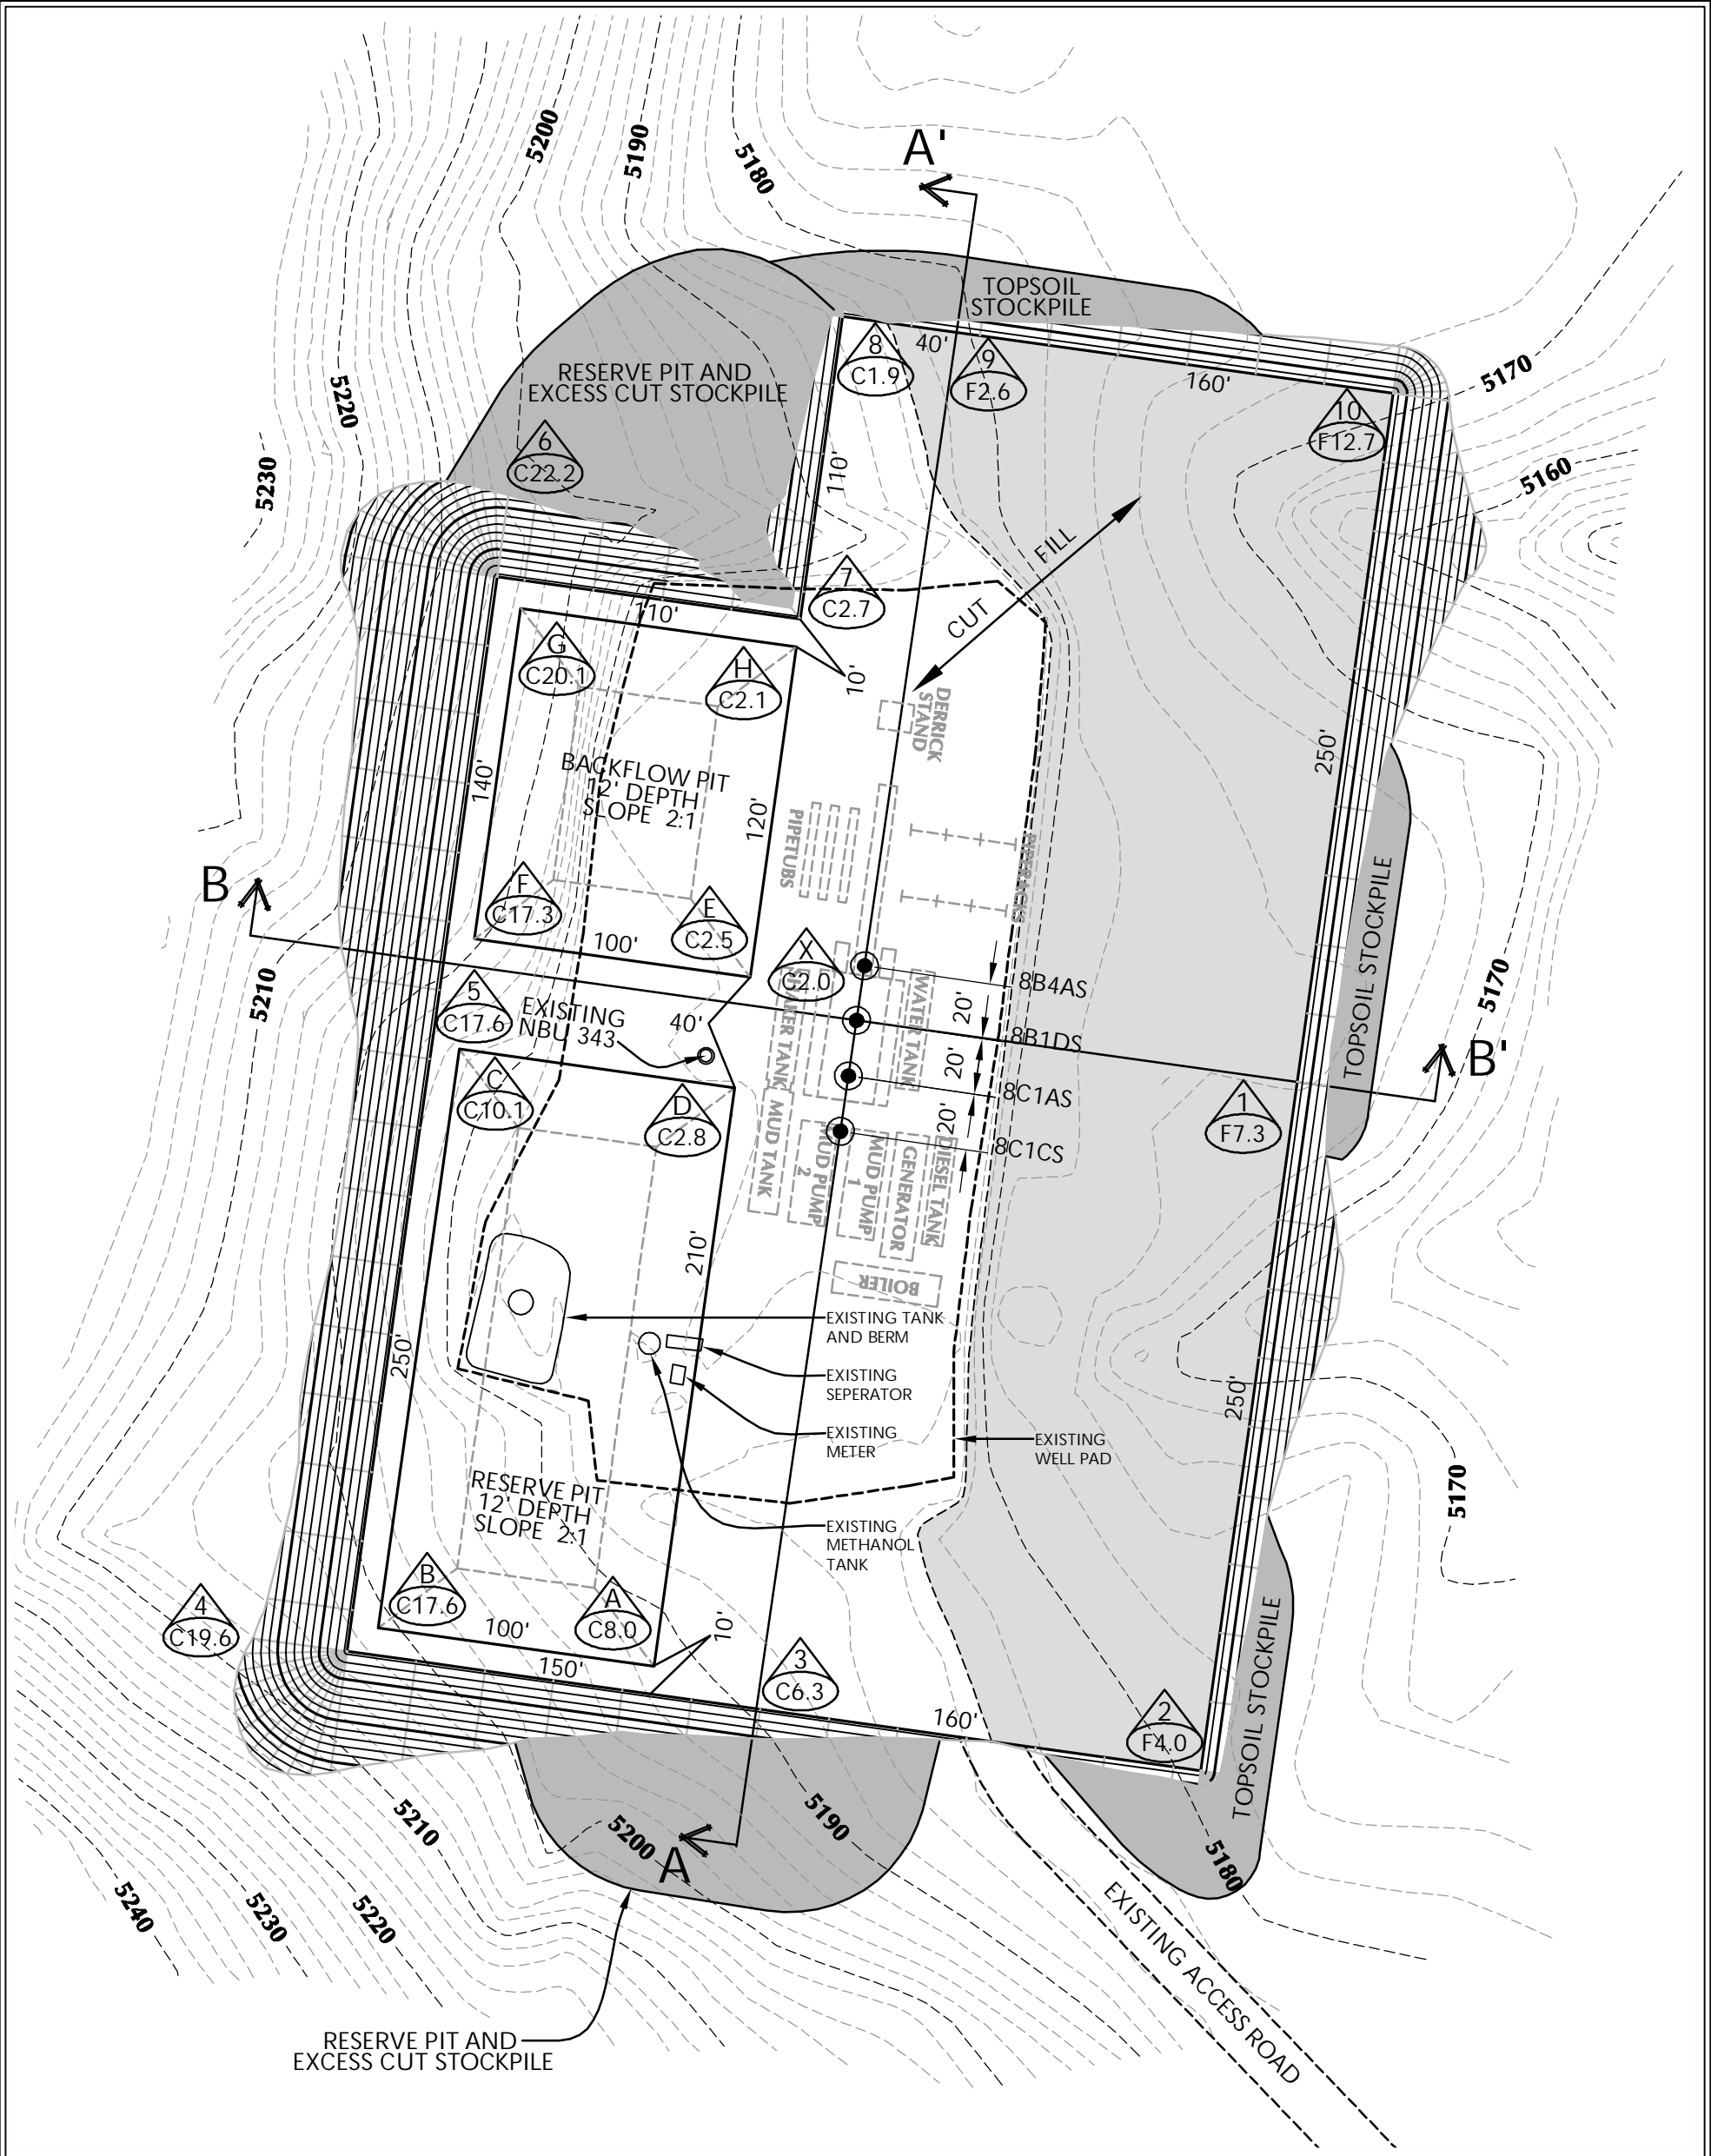 A'
5200
5190
5180
TOPSOIL
STOCKPILE
RESERVE PIT AND
EXCESS CUT STOCKPILE
8
C1.9
40'
9
F2.6
160'
10
F12.7
5170
5160
5220
5230
6
C22.2
110'
FILL
CUT
7
C2.7
110'
10'
G
C20.1
H
C2.1
DERRICK
STAND
BACKFLOW PIT
12' DEPTH
SLOPE 2:1
140'
120'
250'
PIPETUBS
PIPERACKS
B
F
C17.3
E
C2.5
100'
X
C2.0
TOPSOIL STOCKPILE
5210
5170
5
C17.6
EXISTING
NBU 343
40'
SHAKER TANK
WATER TANK
8B4AS
20'
8B1DS
20'
8C1AS
20'
8C1CS
B'
C
C10.1
D
C2.8
1
F7.3
MUD TANK
MUD PUMP
2
MUD PUMP
1
GENERATOR
DIESEL TANK
BOILER
210'
250'
250'
EXISTING TANK
AND BERM
EXISTING
SEPERATOR
EXISTING
METER
EXISTING
WELL PAD
EXISTING
METHANOL
TANK
5170
RESERVE PIT
12' DEPTH
SLOPE 2:1
4
C19.6
B
C17.6
A
C8.0
100'
150'
10'
3
C6.3
160'
2
F4.0
TOPSOIL STOCKPILE
5210
5200
5190
5180
A
5240
5230
5220
EXISTING ACCESS ROAD
RESERVE PIT AND
EXCESS CUT STOCKPILE